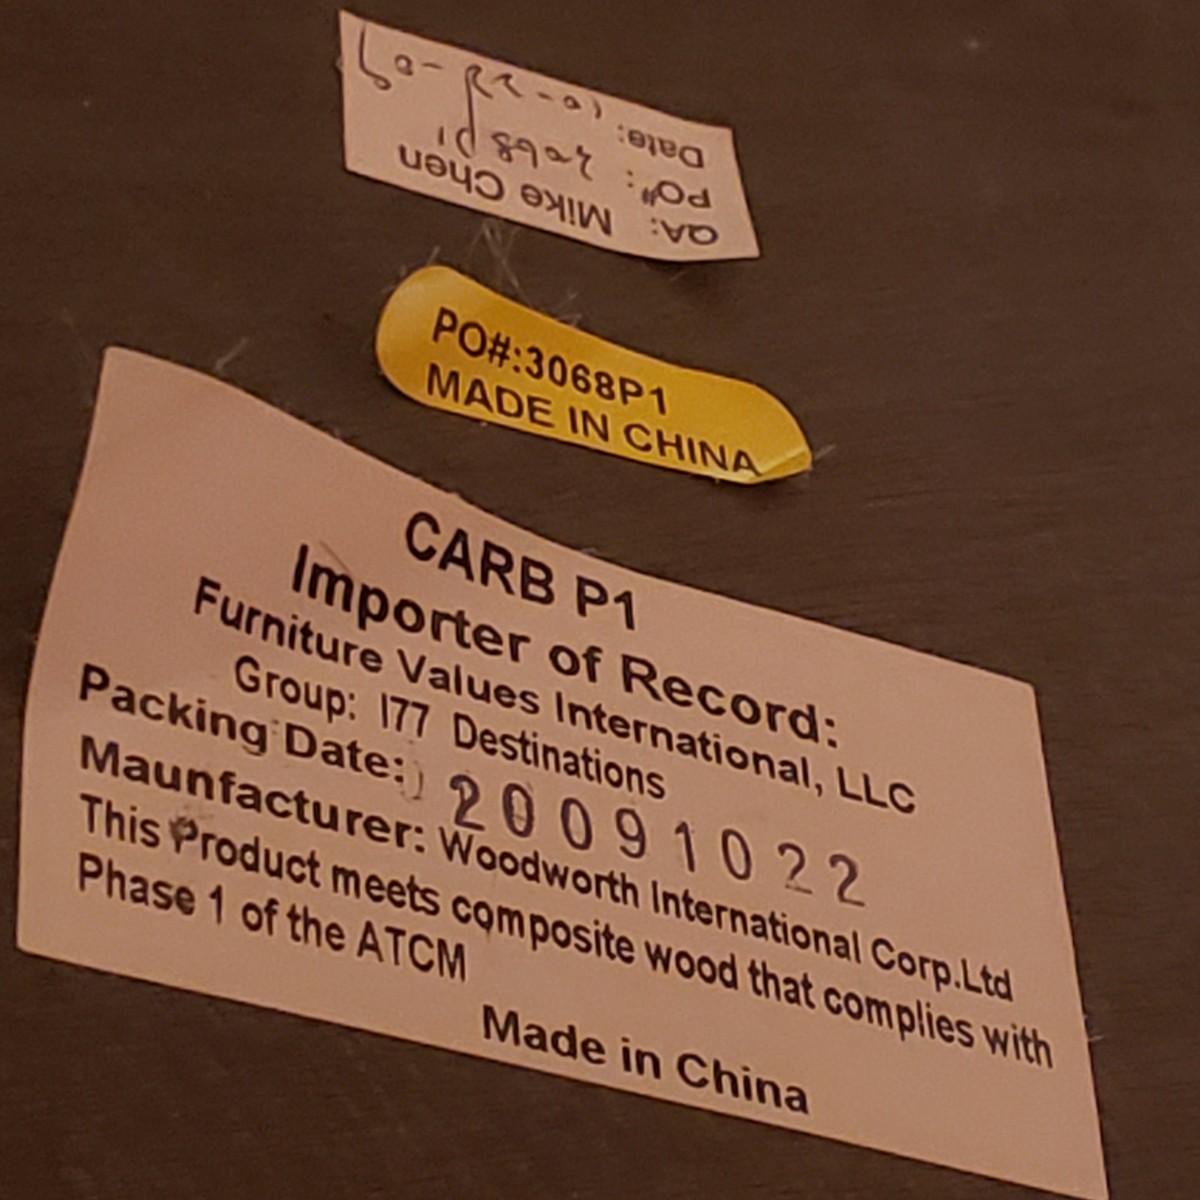 QA: Mike Chen
PO#: 3068P1
Date: 10-22-09
PO#:3068P1
MADE IN CHINA
CARB P1
Importer of Record:
Furniture Values International, LLC
Group: I77 Destinations
Packing Date: 20091022
Maunfacturer: Woodworth International Corp.Ltd
This Product meets composite wood that complies with
Phase 1 of the ATCM
Made in China